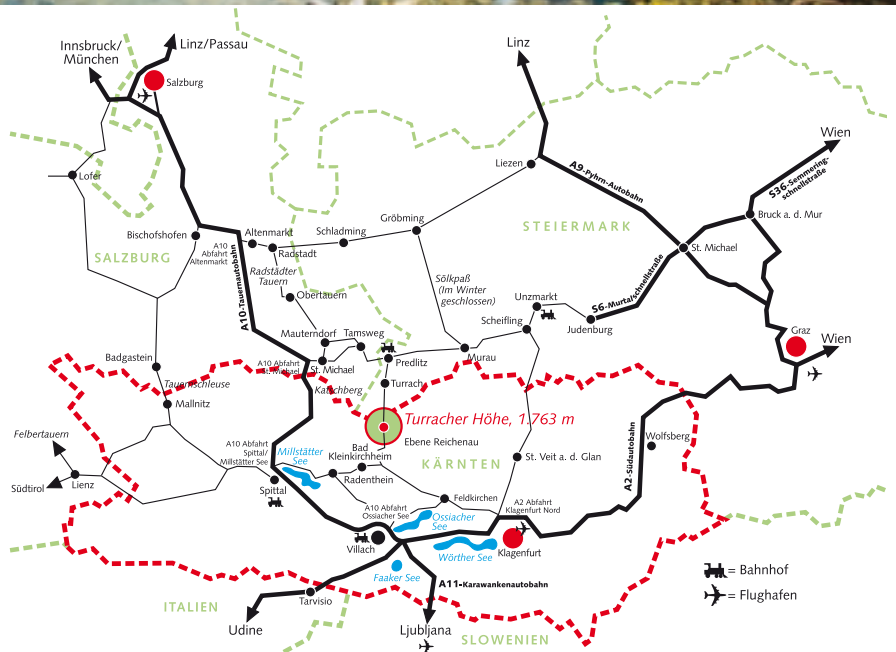 Innsbruck/
München
Linz/Passau
Linz
Salzburg
Wien
Lofer
Liezen
A9-Pyhrn-Autobahn
S36-Semmering-
schnellstraße
Bruck a. d. Mur
Gröbming
STEIERMARK
Bischofshofen
A10
Abfahrt
Altenmarkt
Altenmarkt
Schladming
Radstadt
St. Michael
SALZBURG
Radstädter
Tauern
Sölkpaß
(Im Winter
geschlossen)
A10-Tauernautobahn
Obertauern
Unzmarkt
S6-Murtalschnellstraße
Scheifling
Judenburg
Mauterndorf
Tamsweg
Graz
Wien
Badgastein
A10 Abfahrt
St. Michael
St. Michael
Predlitz
Murau
Tauernschleuse
Katschberg
Turrach
Mallnitz
Turracher Höhe, 1.763 m
Felbertauern
A10 Abfahrt
Spittal/
Millstätter See
Millstätter
See
Bad
Kleinkirchheim
Ebene Reichenau
Wolfsberg
KÄRNTEN
St. Veit a. d. Glan
A2-Südautobahn
Südtirol
Lienz
Spittal
Radenthein
Feldkirchen
A10 Abfahrt
Ossiacher See
Ossiacher
See
A2 Abfahrt
Klagenfurt Nord
Villach
Wörther See
Klagenfurt
Faaker See
A11-Karawankenautobahn
= Bahnhof
= Flughafen
Tarvisio
ITALIEN
Udine
Ljubljana
SLOWENIEN